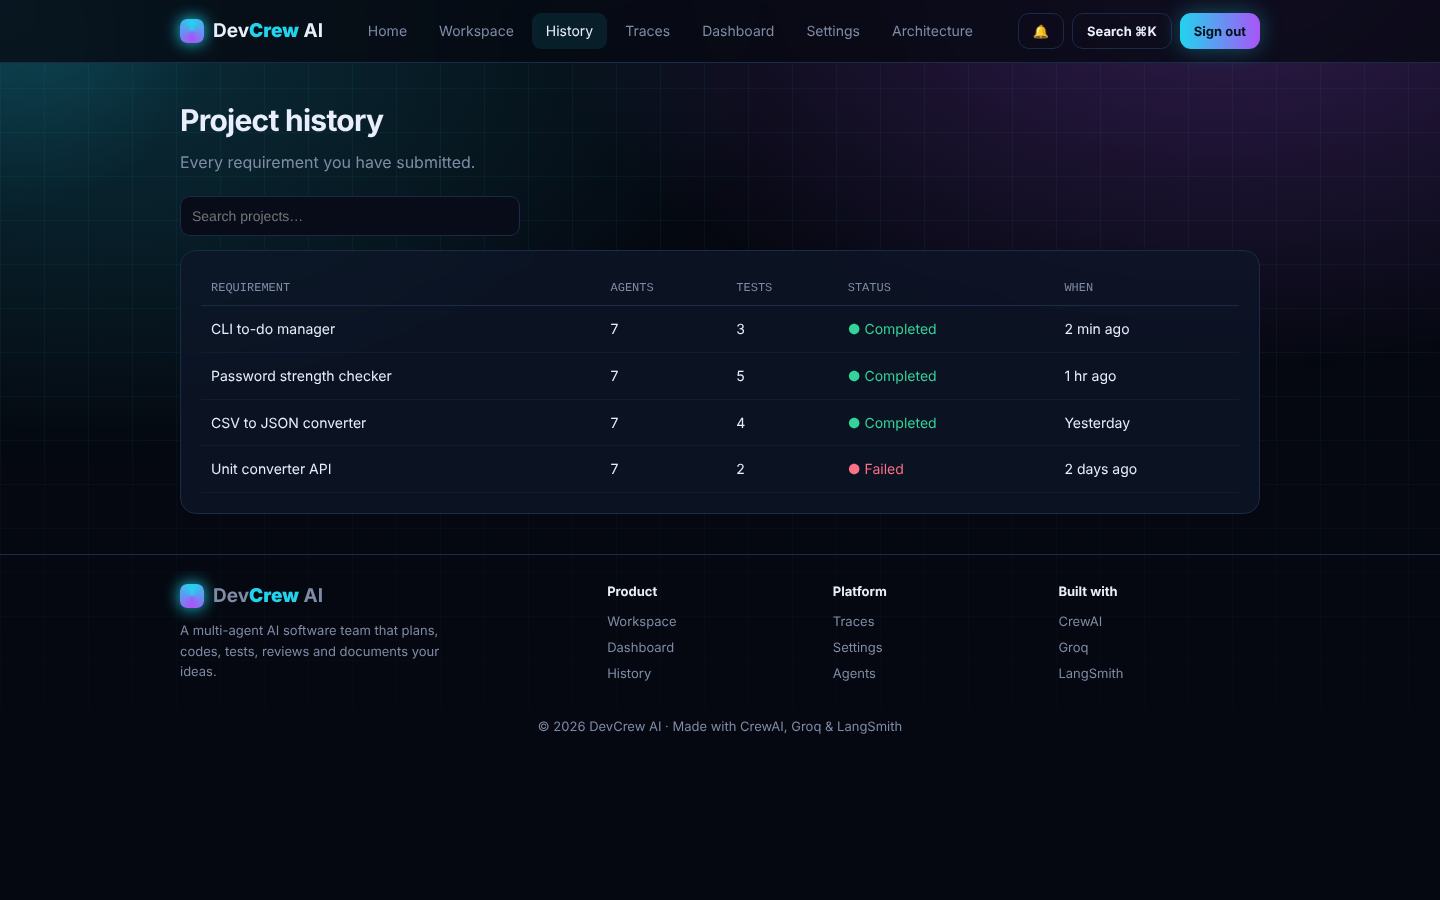 DevCrew AI Home Workspace History Traces Dashboard Settings Architecture 🔔 Search ⌘K Sign out
Project history
Every requirement you have submitted.
Search projects…
REQUIREMENT AGENTS TESTS STATUS WHEN
CLI to-do manager 7 3 ● Completed 2 min ago
Password strength checker 7 5 ● Completed 1 hr ago
CSV to JSON converter 7 4 ● Completed Yesterday
Unit converter API 7 2 ● Failed 2 days ago
DevCrew AI
A multi-agent AI software team that plans,
codes, tests, reviews and documents your
ideas.
Product
Workspace
Dashboard
History
Platform
Traces
Settings
Agents
Built with
CrewAI
Groq
LangSmith
© 2026 DevCrew AI · Made with CrewAI, Groq & LangSmith